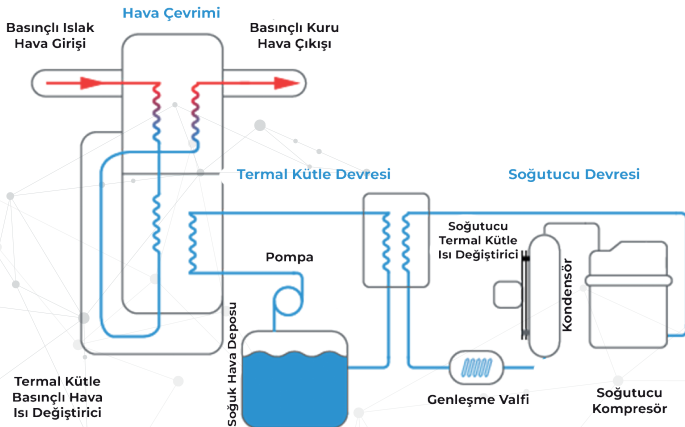 Hava Çevrimi
Basınçlı Islak
Hava Girişi
Basınçlı Kuru
Hava Çıkışı
Termal Kütle Devresi
Soğutucu Devresi
Soğutucu
Termal Kütle
Isı Değiştirici
Pompa
Kondensör
Soğuk Hava Deposu
Termal Kütle
Basınçlı Hava
Isı Değiştirici
Genleşme Valfi
Soğutucu
Kompresör